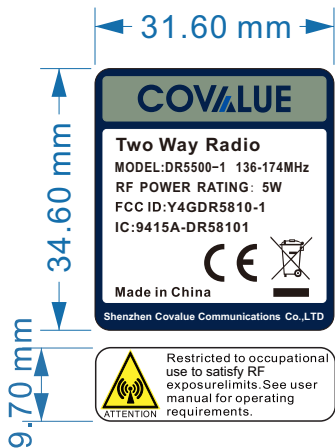 31.60 mm
34.60 mm
COVALUE
Two Way Radio
MODEL:DR5500-1 136-174MHz
RF POWER RATING: 5W
FCC ID:Y4GDR5810-1
IC:9415A-DR58101
CE
Made in China
Shenzhen Covalue Communications Co.,LTD
9.70 mm
Restricted to occupational
use to satisfy RF
exposurelimits.See user
manual for operating
requirements.
ATTENTION